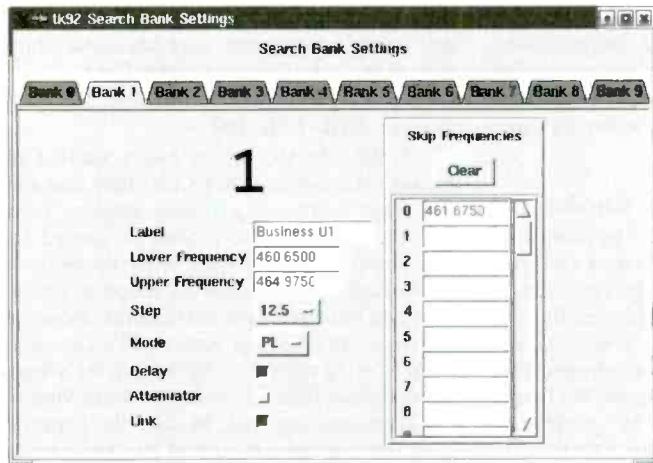 tk92 Search Bank Settings
Search Bank Settings
Bank 0 Bank 1 Bank 2 Bank 3 Bank 4 Bank 5 Bank 6 Bank 7 Bank 8 Bank 9
1
Label Business U1
Lower Frequency 460.6500
Upper Frequency 464.9750
Step 12.5
Mode PL
Delay
Attenuator
Link
Skip Frequencies
Clear
0 461.6750
1
2
3
4
5
6
7
8